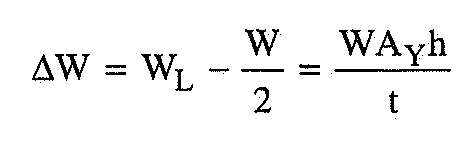 ΔW = W_L − W/2 = WA_Yh/t